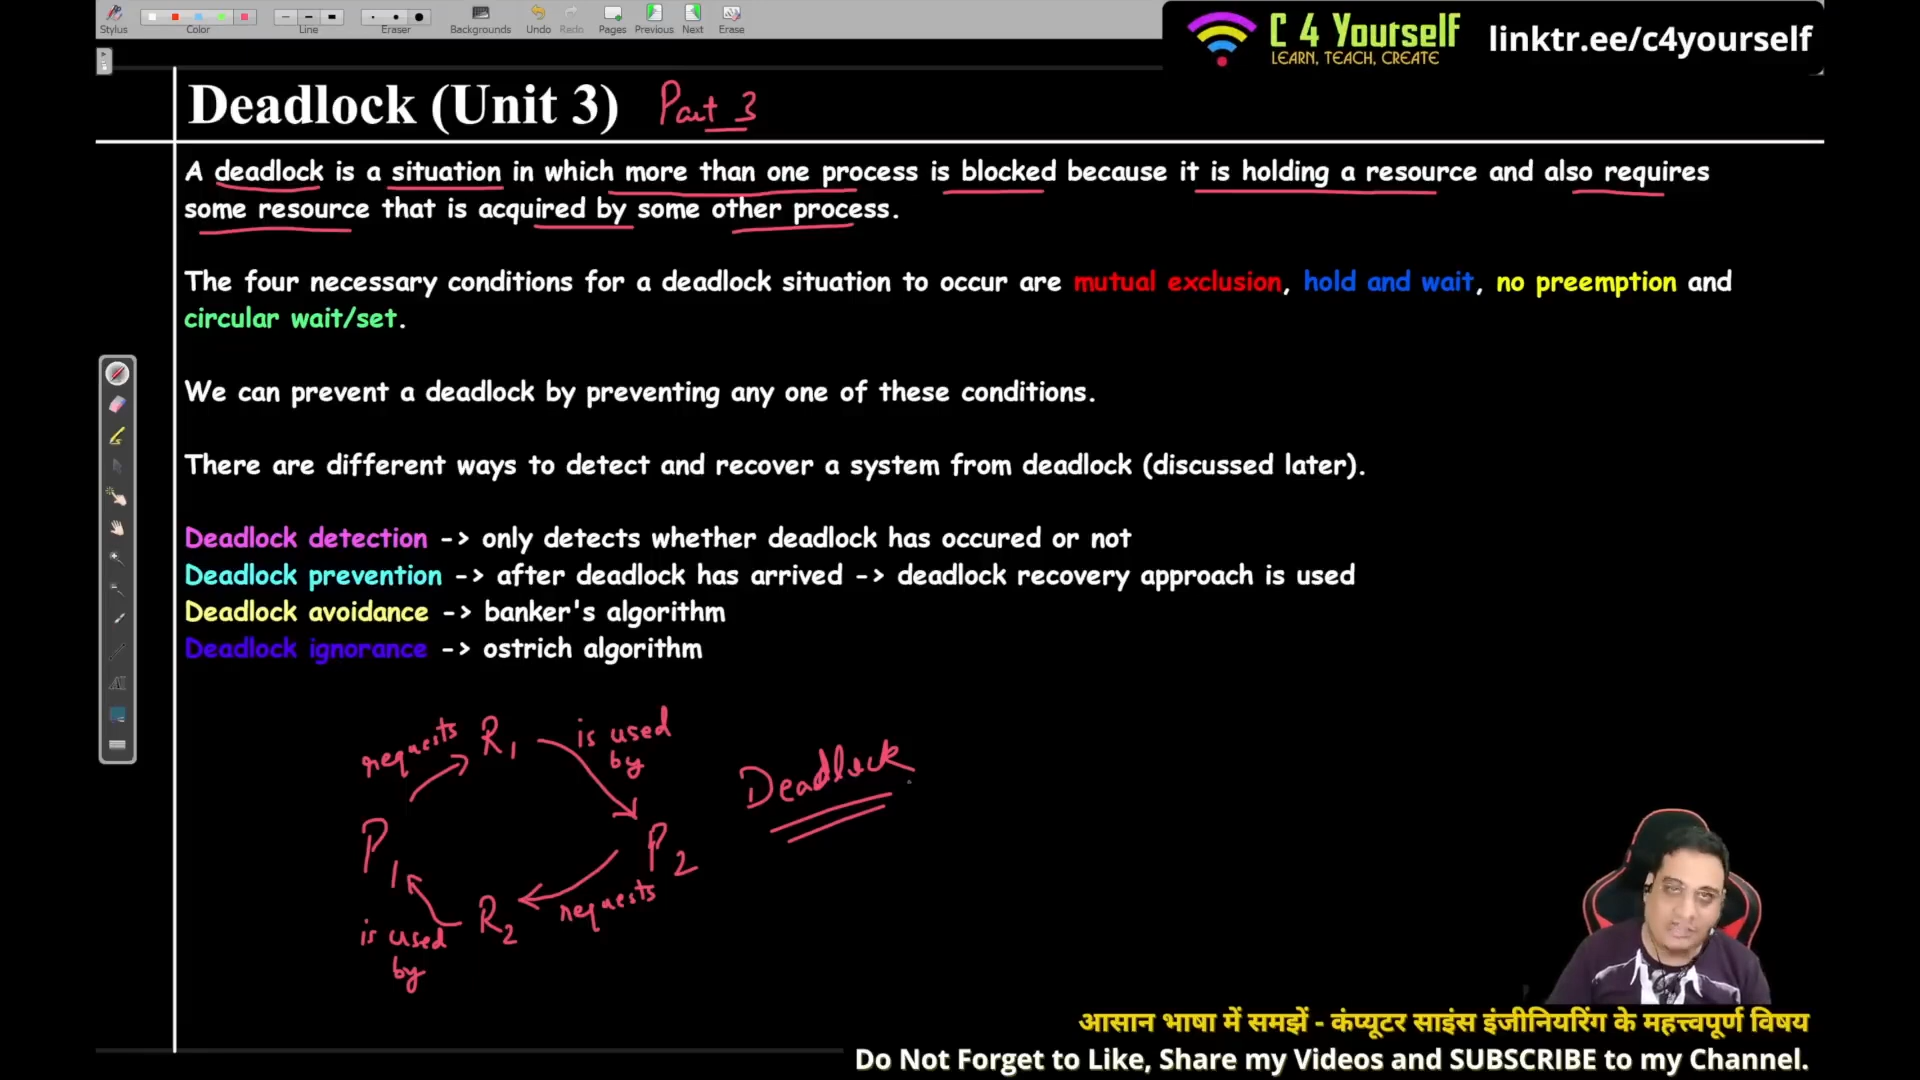 Stylus Color Line Eraser Backgrounds Undo Redo Pages Previous Next Erase
C 4 Yourself
LEARN, TEACH, CREATE
linktr.ee/c4yourself
Deadlock (Unit 3) Part 3
A deadlock is a situation in which more than one process is blocked because it is holding a resource and also requires
some resource that is acquired by some other process.
The four necessary conditions for a deadlock situation to occur are mutual exclusion, hold and wait, no preemption and
circular wait/set.
We can prevent a deadlock by preventing any one of these conditions.
There are different ways to detect and recover a system from deadlock (discussed later).
Deadlock detection -> only detects whether deadlock has occured or not
Deadlock prevention -> after deadlock has arrived -> deadlock recovery approach is used
Deadlock avoidance -> banker's algorithm
Deadlock ignorance -> ostrich algorithm
requests R1 is used
by
Deadlock
P1 P2
R2 requests
is used
by
आसान भाषा में समझें - कंप्यूटर साइंस इंजीनियरिंग के महत्त्वपूर्ण विषय
Do Not Forget to Like, Share my Videos and SUBSCRIBE to my Channel.